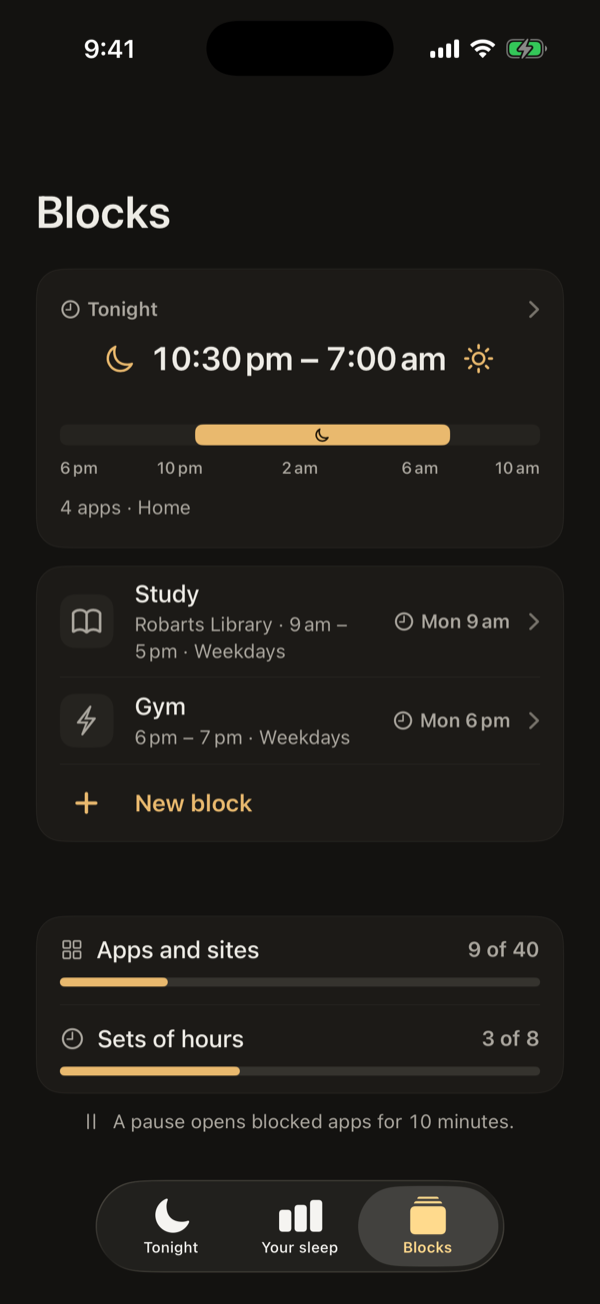 9:41
Blocks
Tonight
10:30 pm – 7:00 am
6 pm 10 pm 2 am 6 am 10 am
4 apps · Home
Study
Robarts Library · 9 am –
5 pm · Weekdays
Mon 9 am
Gym
6 pm – 7 pm · Weekdays
Mon 6 pm
New block
Apps and sites 9 of 40
Sets of hours 3 of 8
A pause opens blocked apps for 10 minutes.
Tonight Your sleep Blocks